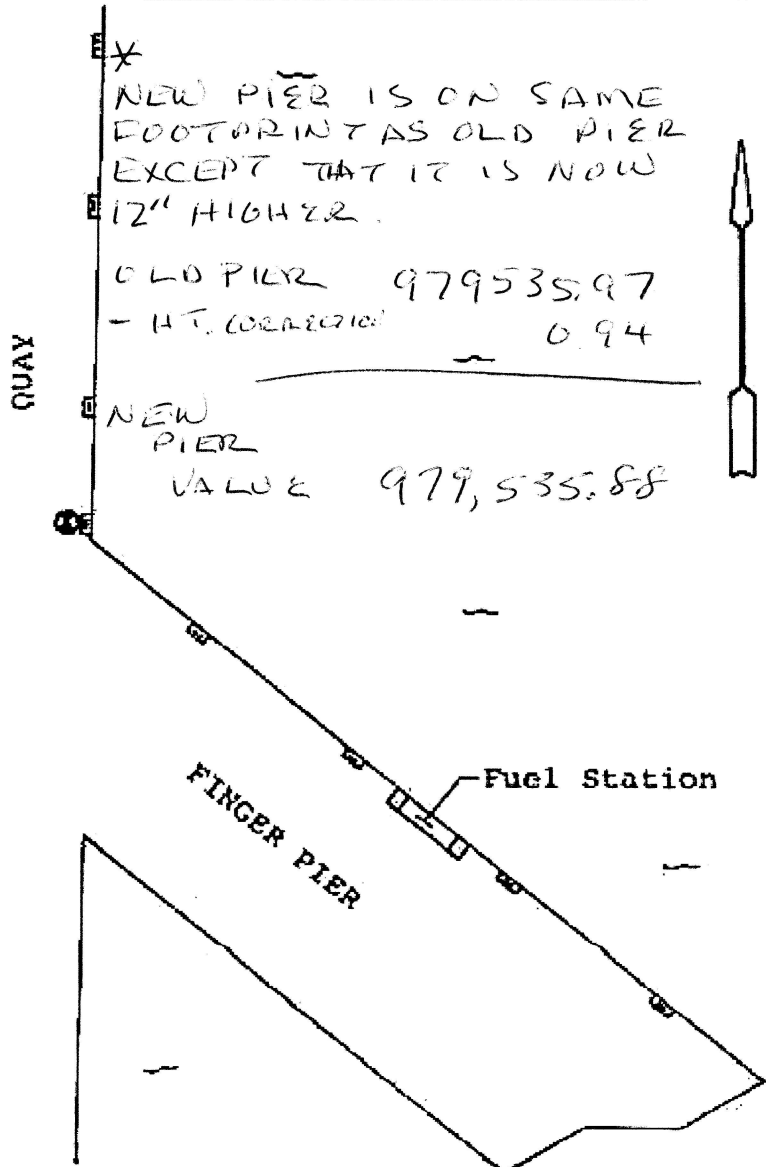 *
NEW PIER IS ON SAME
FOOTPRINT AS OLD PIER
EXCEPT THAT IT IS NOW
12" HIGHER.
OLD PIER 979535.97
- HT. CORRECTION 0.94
NEW
PIER
VALUE 979,535.88
QUAY
Fuel Station
FINGER PIER